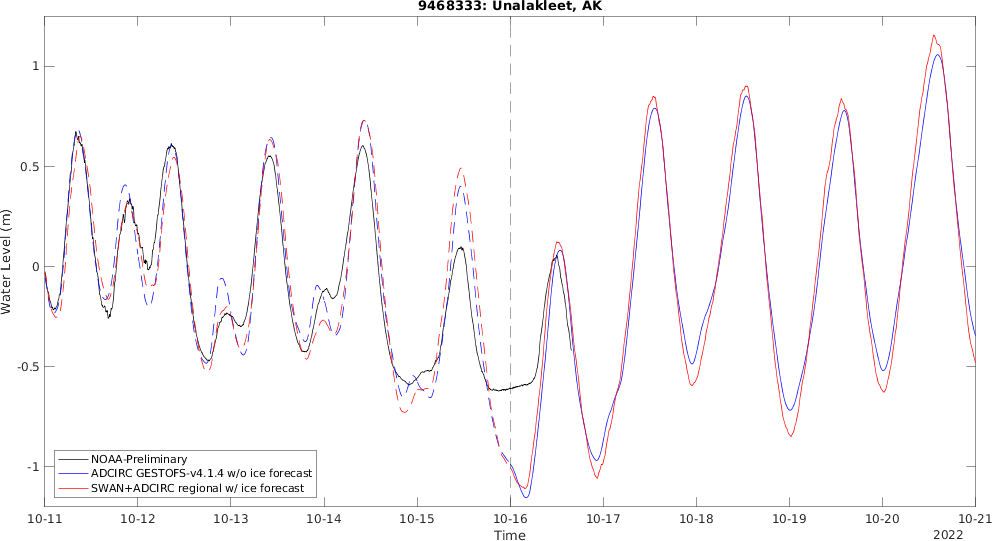 9468333: Unalakleet, AK
Water Level (m)
1
0.5
0
-0.5
-1
NOAA-Preliminary
ADCIRC GESTOFS-v4.1.4 w/o ice forecast
SWAN+ADCIRC regional w/ ice forecast
10-11 10-12 10-13 10-14 10-15 10-16 10-17 10-18 10-19 10-20 10-21
Time
2022